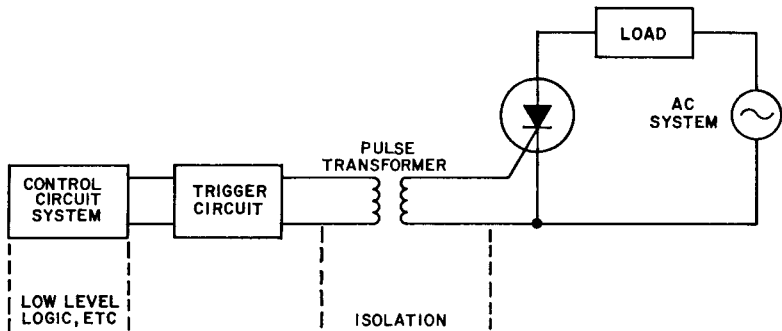 LOAD
AC
SYSTEM
PULSE
TRANSFORMER
CONTROL
CIRCUIT
SYSTEM
TRIGGER
CIRCUIT
LOW LEVEL
LOGIC, ETC
ISOLATION